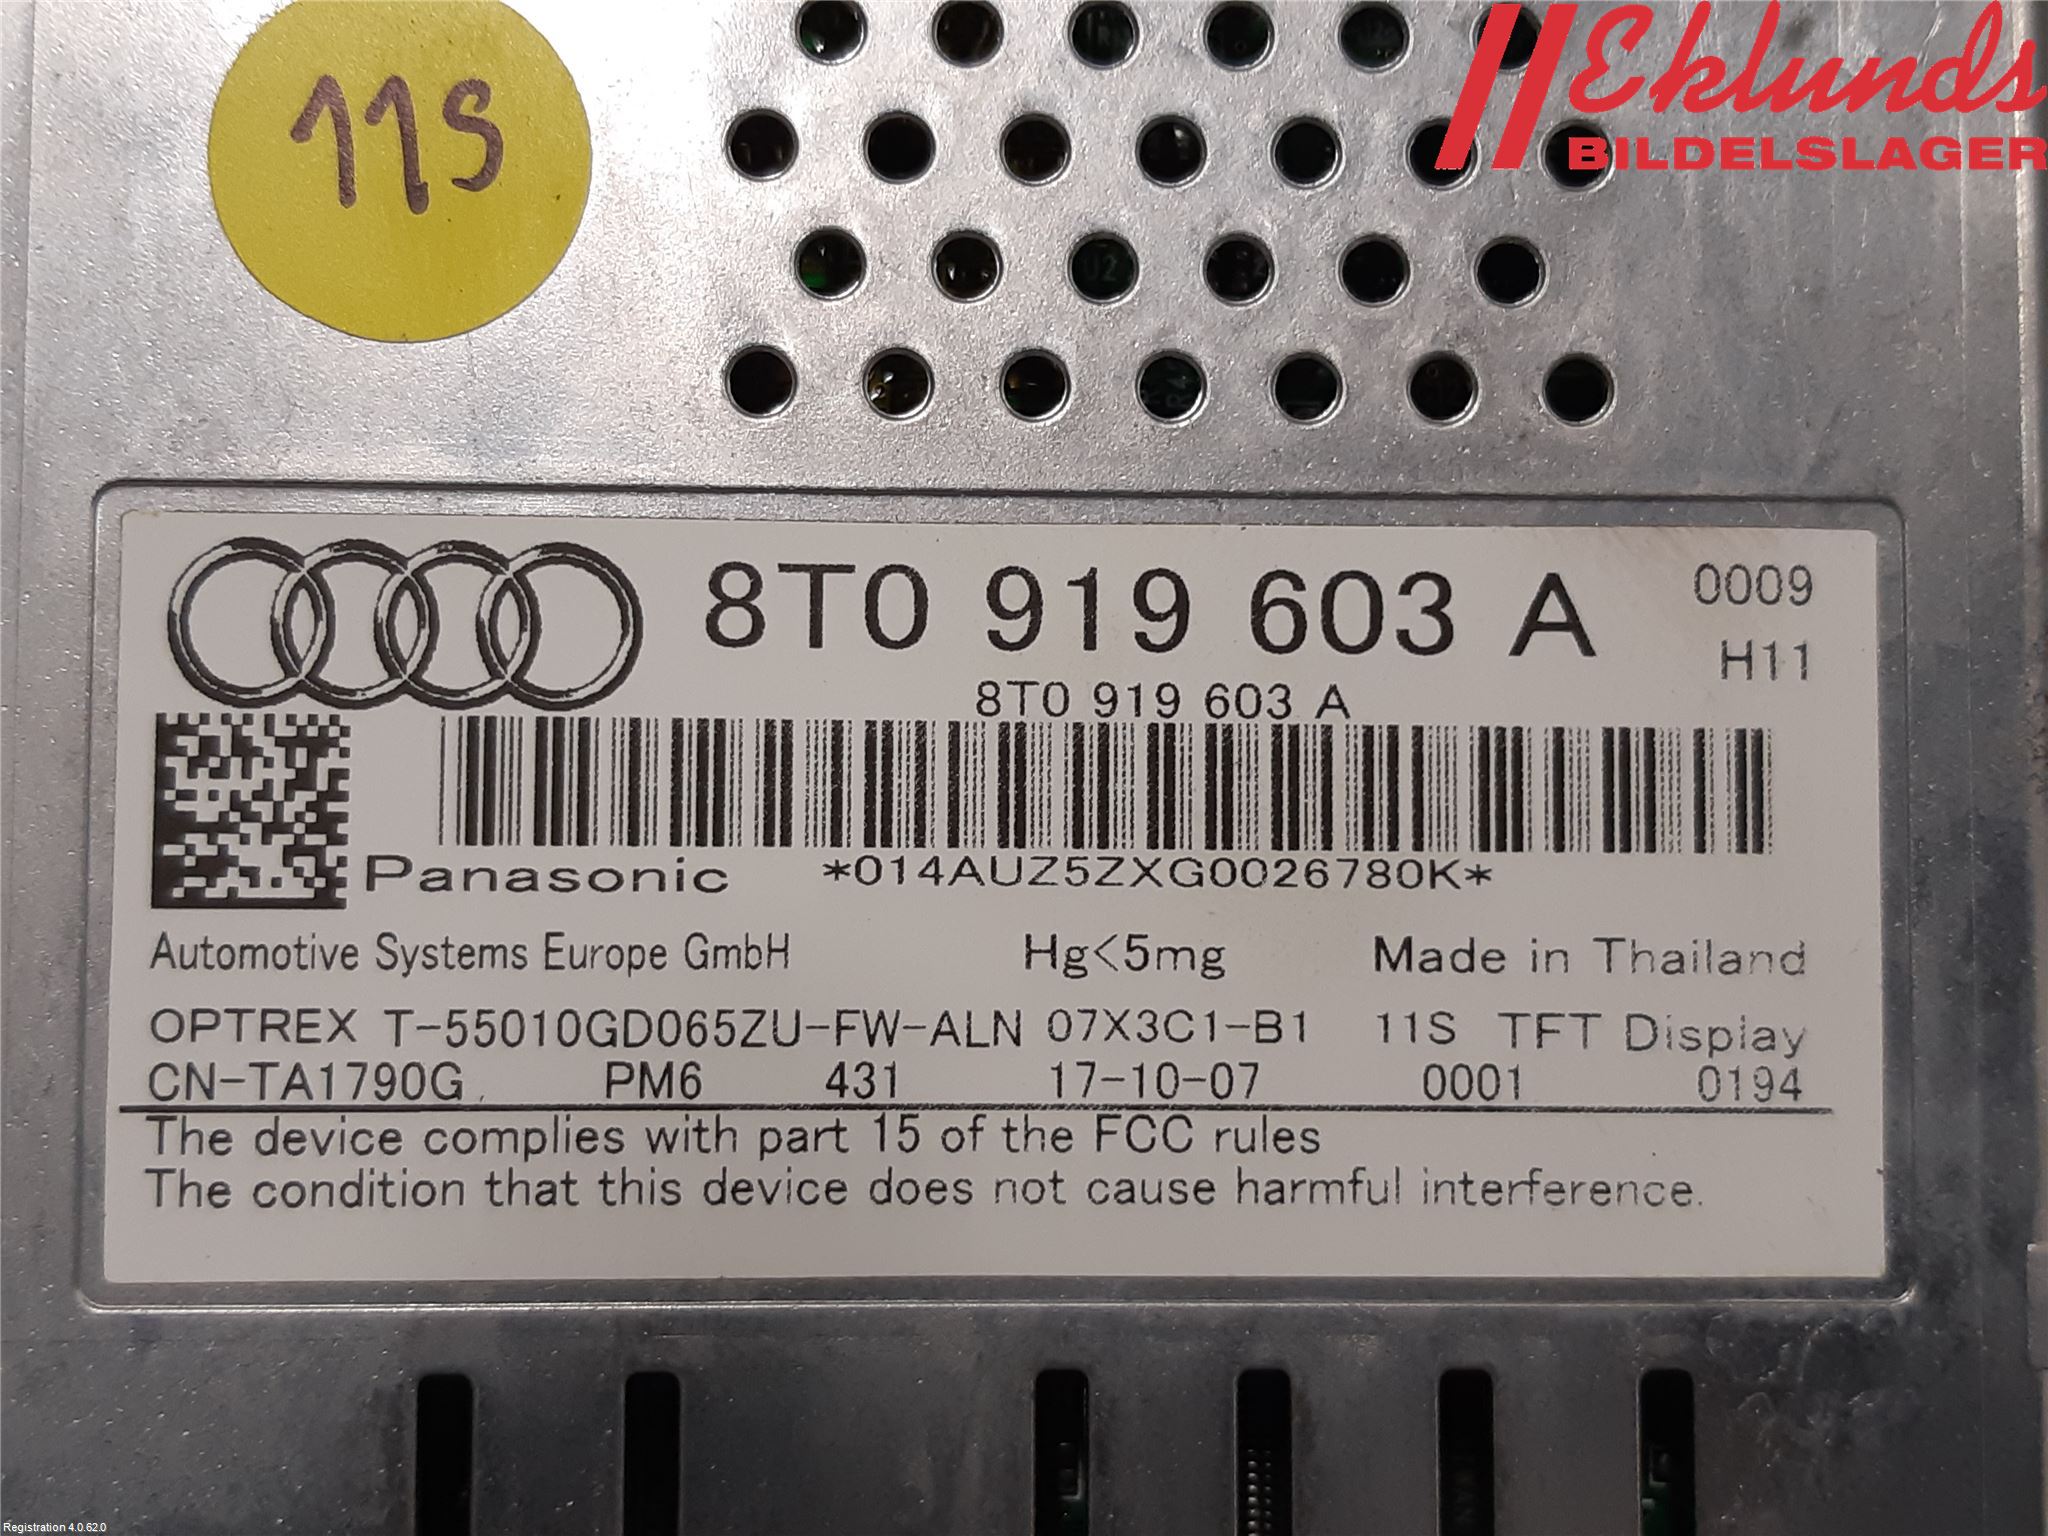 11S
Eklunds
BILDELSLAGER
8T0 919 603 A
0009
H11
8T0 919 603 A
Panasonic
*014AUZ5ZXG0026780K*
Automotive Systems Europe GmbH Hg<5mg Made in Thailand
OPTREX T-55010GD065ZU-FW-ALN 07X3C1-B1 11S TFT Display
CN-TA1790G PM6 431 17-10-07 0001 0194
The device complies with part 15 of the FCC rules
The condition that this device does not cause harmful interference.
Registration 4.0.62.0